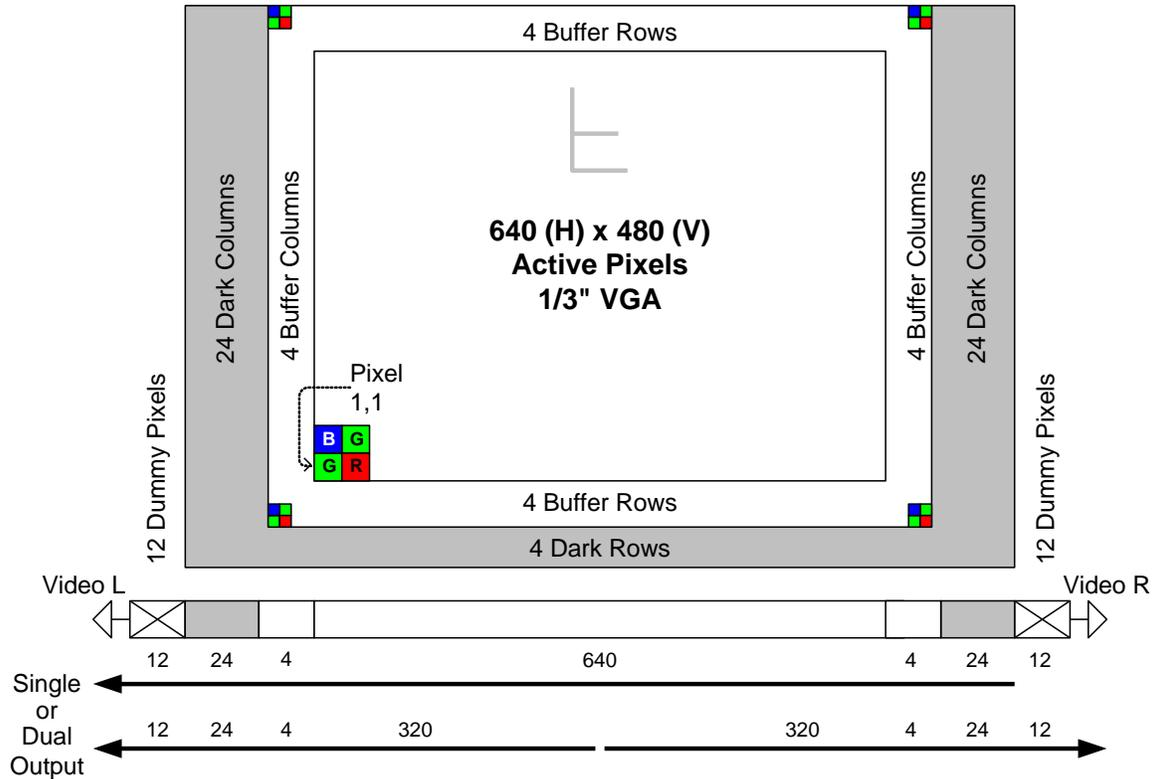 4 Buffer Rows
24 Dark Columns
4 Buffer Columns
640 (H) x 480 (V)
Active Pixels
1/3" VGA
4 Buffer Columns
24 Dark Columns
12 Dummy Pixels
Pixel
1,1
B G
G R
12 Dummy Pixels
4 Buffer Rows
4 Dark Rows
Video L
Video R
12 24 4 640 4 24 12
Single
or
Dual
Output
12 24 4 320 320 4 24 12